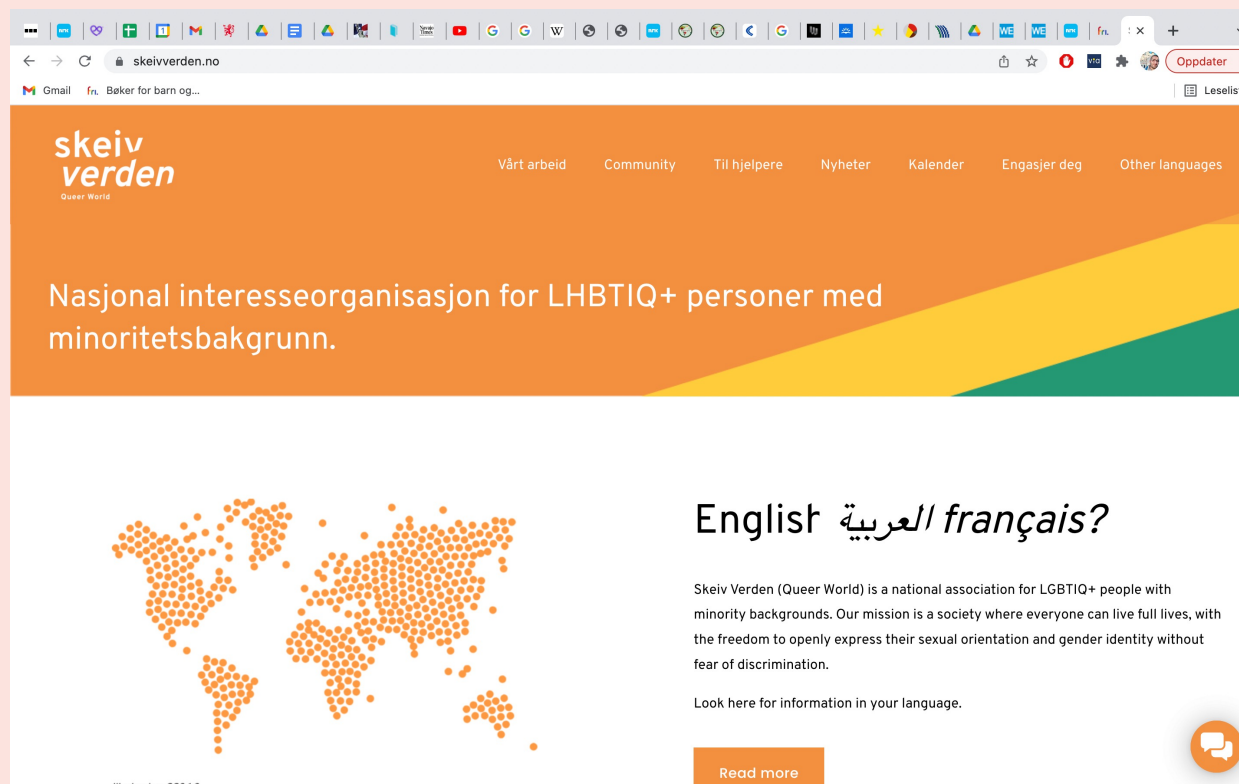 skeivverden.no
Oppdater
Gmail
fri. Bøker for barn og...
skeiv
verden
Queer World
Vårt arbeid Community Til hjelpere Nyheter Kalender Engasjer deg Other languages
Nasjonal interesseorganisasjon for LHBTIQ+ personer med
minoritetsbakgrunn.
English العربية français?
Skeiv Verden (Queer World) is a national association for LGBTIQ+ people with
minority backgrounds. Our mission is a society where everyone can live full lives, with
the freedom to openly express their sexual orientation and gender identity without
fear of discrimination.
Look here for information in your language.
Read more